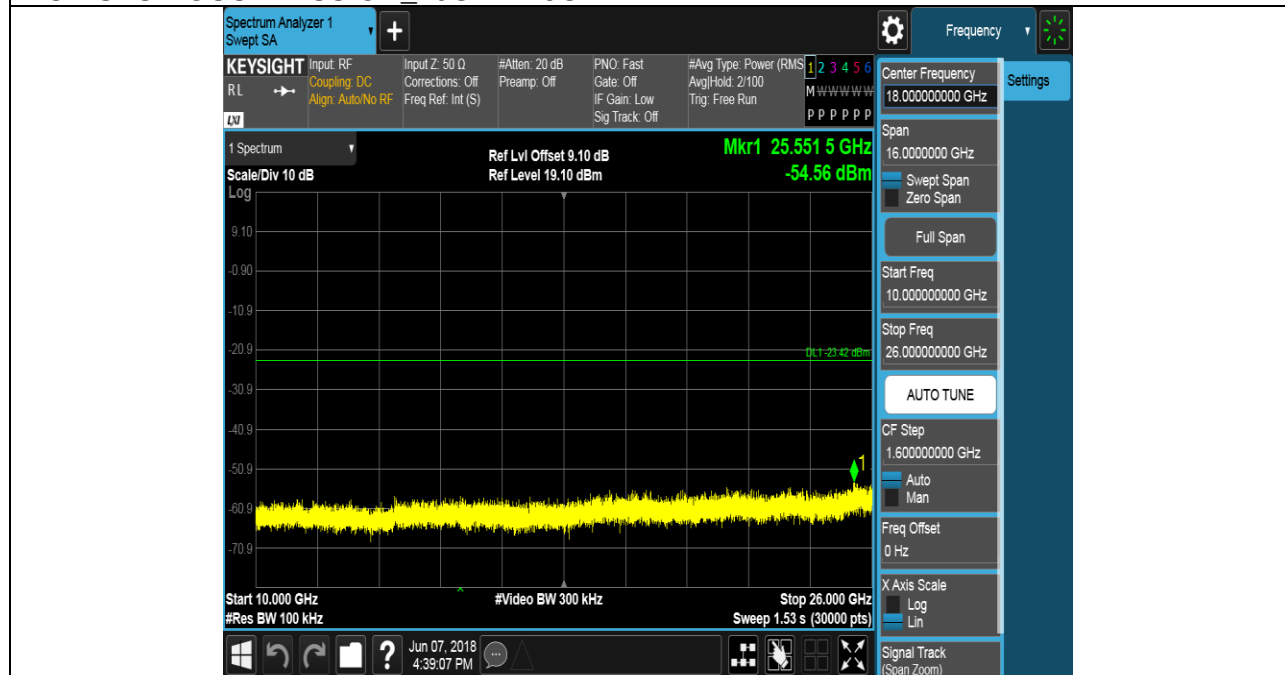 Spectrum Analyzer 1
Swept SA
+
Frequency
KEYSIGHT
RL
LXI
Input: RF
Coupling: DC
Align: Auto/No RF
Input Z: 50 Ω
Corrections: Off
Freq Ref: Int (S)
#Atten: 20 dB
Preamp: Off
PNO: Fast
Gate: Off
IF Gain: Low
Sig Track: Off
#Avg Type: Power (RMS
Avg|Hold: 2/100
Trig: Free Run
1 2 3 4 5 6
M W W W W W
P P P P P P
1 Spectrum
Scale/Div 10 dB
Ref Lvl Offset 9.10 dB
Ref Level 19.10 dBm
Mkr1 25.551 5 GHz
-54.56 dBm
Log
9.10
-0.90
-10.9
-20.9
-30.9
-40.9
-50.9
-60.9
-70.9
DL1 -23.42 dBm
1
Start 10.000 GHz
#Res BW 100 kHz
#Video BW 300 kHz
Stop 26.000 GHz
Sweep 1.53 s (30000 pts)
Center Frequency
18.000000000 GHz
Settings
Span
16.0000000 GHz
Swept Span
Zero Span
Full Span
Start Freq
10.000000000 GHz
Stop Freq
26.000000000 GHz
AUTO TUNE
CF Step
1.600000000 GHz
Auto
Man
Freq Offset
0 Hz
X Axis Scale
Log
Lin
Signal Track
(Span Zoom)
?
Jun 07, 2018
4:39:07 PM